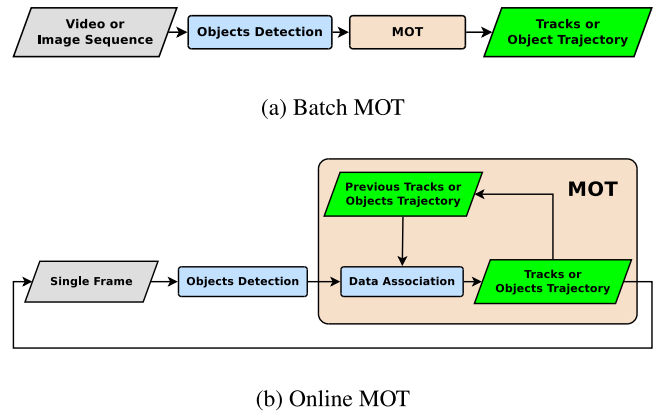 Video or
Image Sequence
Objects Detection
MOT
Tracks or
Object Trajectory
(a) Batch MOT
Previous Tracks or
Objects Trajectory
MOT
Single Frame
Objects Detection
Data Association
Tracks or
Objects Trajectory
(b) Online MOT